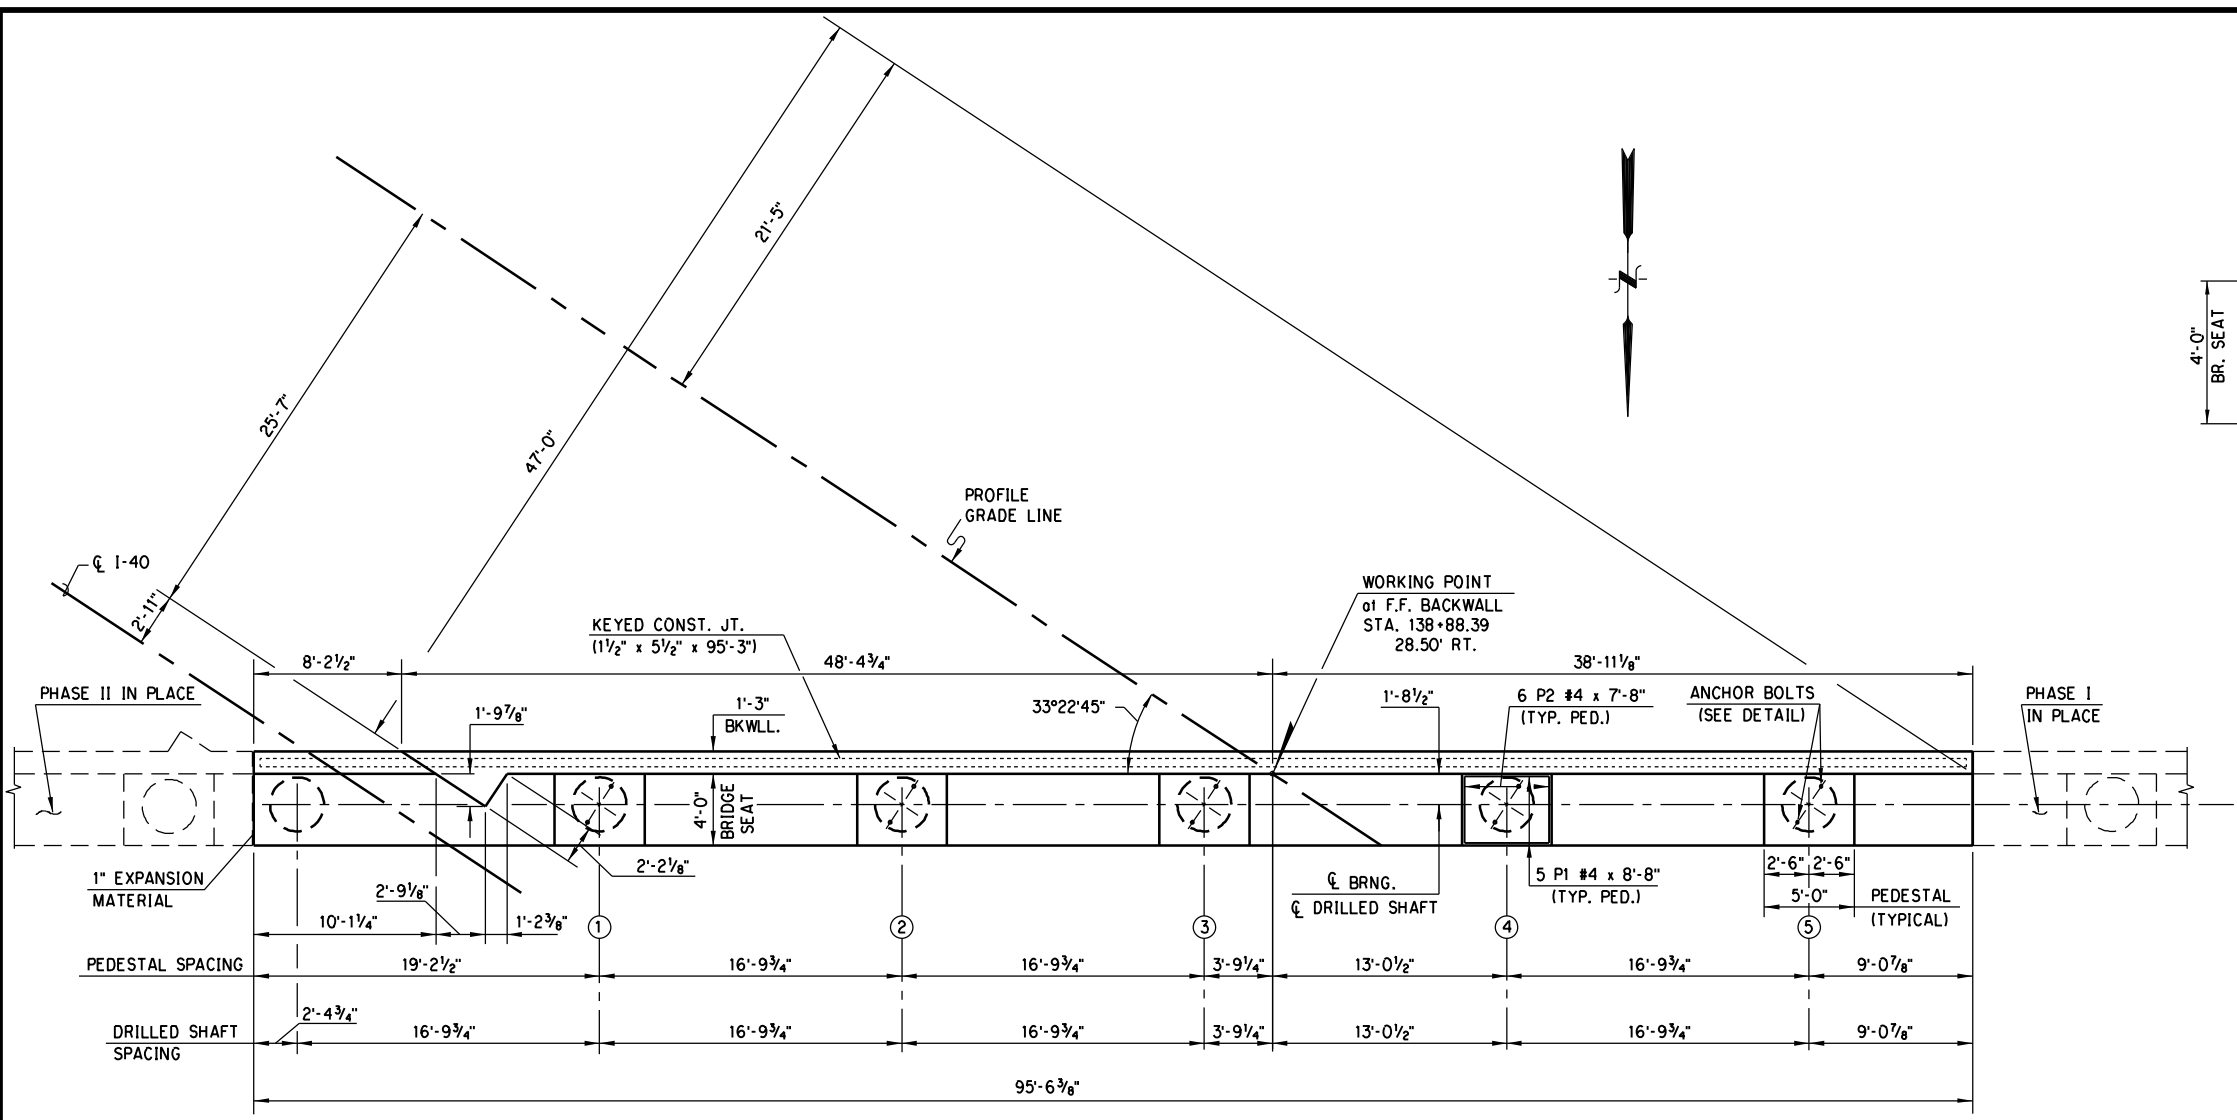 21'-5"
25'-7"
47'-0"
4'-0"
BR. SEAT
N
PROFILE
GRADE LINE
℄ I-40
2'-11"
WORKING POINT
at F.F. BACKWALL
STA. 138+88.39
28.50' RT.
KEYED CONST. JT.
(1½" x 5½" x 95'-3")
8'-2½"
48'-4¾"
38'-11⅛"
PHASE II IN PLACE
1'-9⅞"
1'-3"
BKWLL.
33°22'45"
1'-8½"
6 P2 #4 x 7'-8"
(TYP. PED.)
ANCHOR BOLTS
(SEE DETAIL)
PHASE I
IN PLACE
4'-0"
BRIDGE
SEAT
1" EXPANSION
MATERIAL
2'-9⅛"
2'-2⅛"
℄ BRNG.
℄ DRILLED SHAFT
5 P1 #4 x 8'-8"
(TYP. PED.)
2'-6" 2'-6"
5'-0"
PEDESTAL
(TYPICAL)
10'-1¼"
1'-2⅜"
1 2 3 4 5
PEDESTAL SPACING 19'-2½" 16'-9¾" 16'-9¾" 3'-9¼" 13'-0½" 16'-9¾" 9'-0⅞"
2'-4¾"
DRILLED SHAFT
SPACING
16'-9¾" 16'-9¾" 16'-9¾" 3'-9¼" 13'-0½" 16'-9¾" 9'-0⅞"
95'-6⅜"